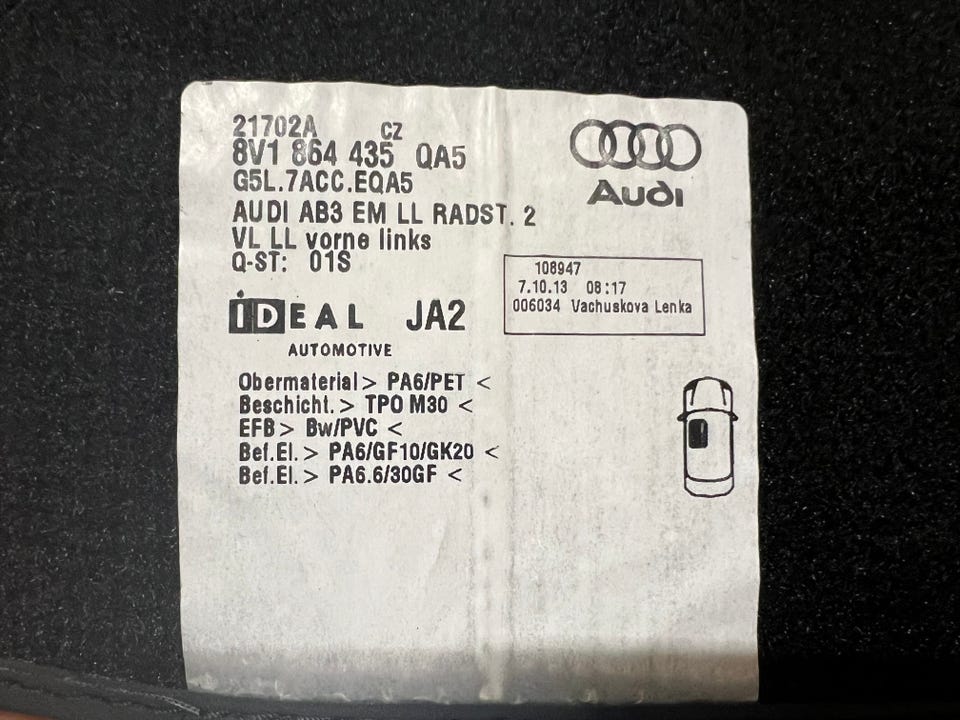 21702A CZ
8V1 864 435 QA5
G5L.7ACC.EQA5
AUDI AB3 EM LL RADST. 2
VL LL vorne links
Q-ST: 01S
Audi
108947
7.10.13 08:17
006034 Vachuskova Lenka
iDEAL JA2
AUTOMOTIVE
Obermaterial> PA6/PET <
Beschicht.> TPO M30 <
EFB> Bw/PVC <
Bef.El.> PA6/GF10/GK20 <
Bef.El.> PA6.6/30GF <